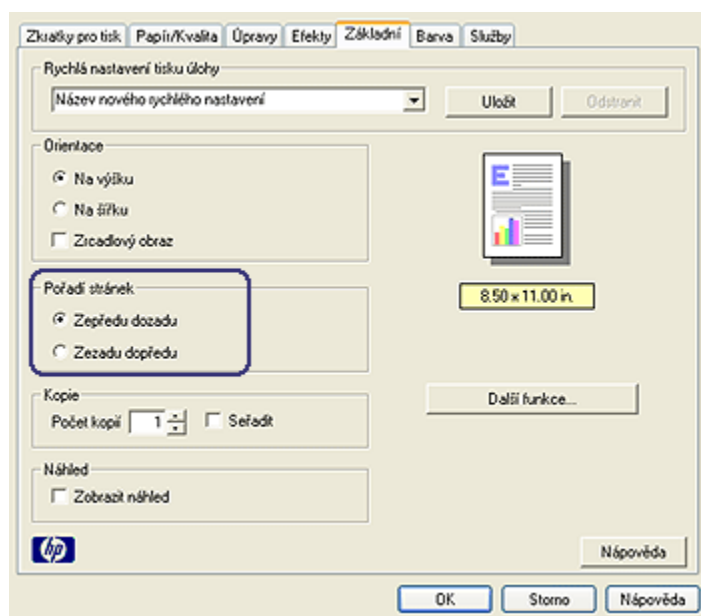 Zkratky pro tisk Papír/Kvalita Úpravy Efekty Základní Barva Služby
Rychlá nastavení tisku úlohy
Název nového rychlého nastavení Uložit Odstranit
Orientace
Na výšku
Na šířku
Zrcadlový obraz
E
8.50 × 11.00 in.
Pořadí stránek
Zepředu dozadu
Zezadu dopředu
Kopie
Počet kopií 1 Seřadit
Další funkce...
Náhled
Zobrazit náhled
hp
Nápověda
OK Storno Nápověda